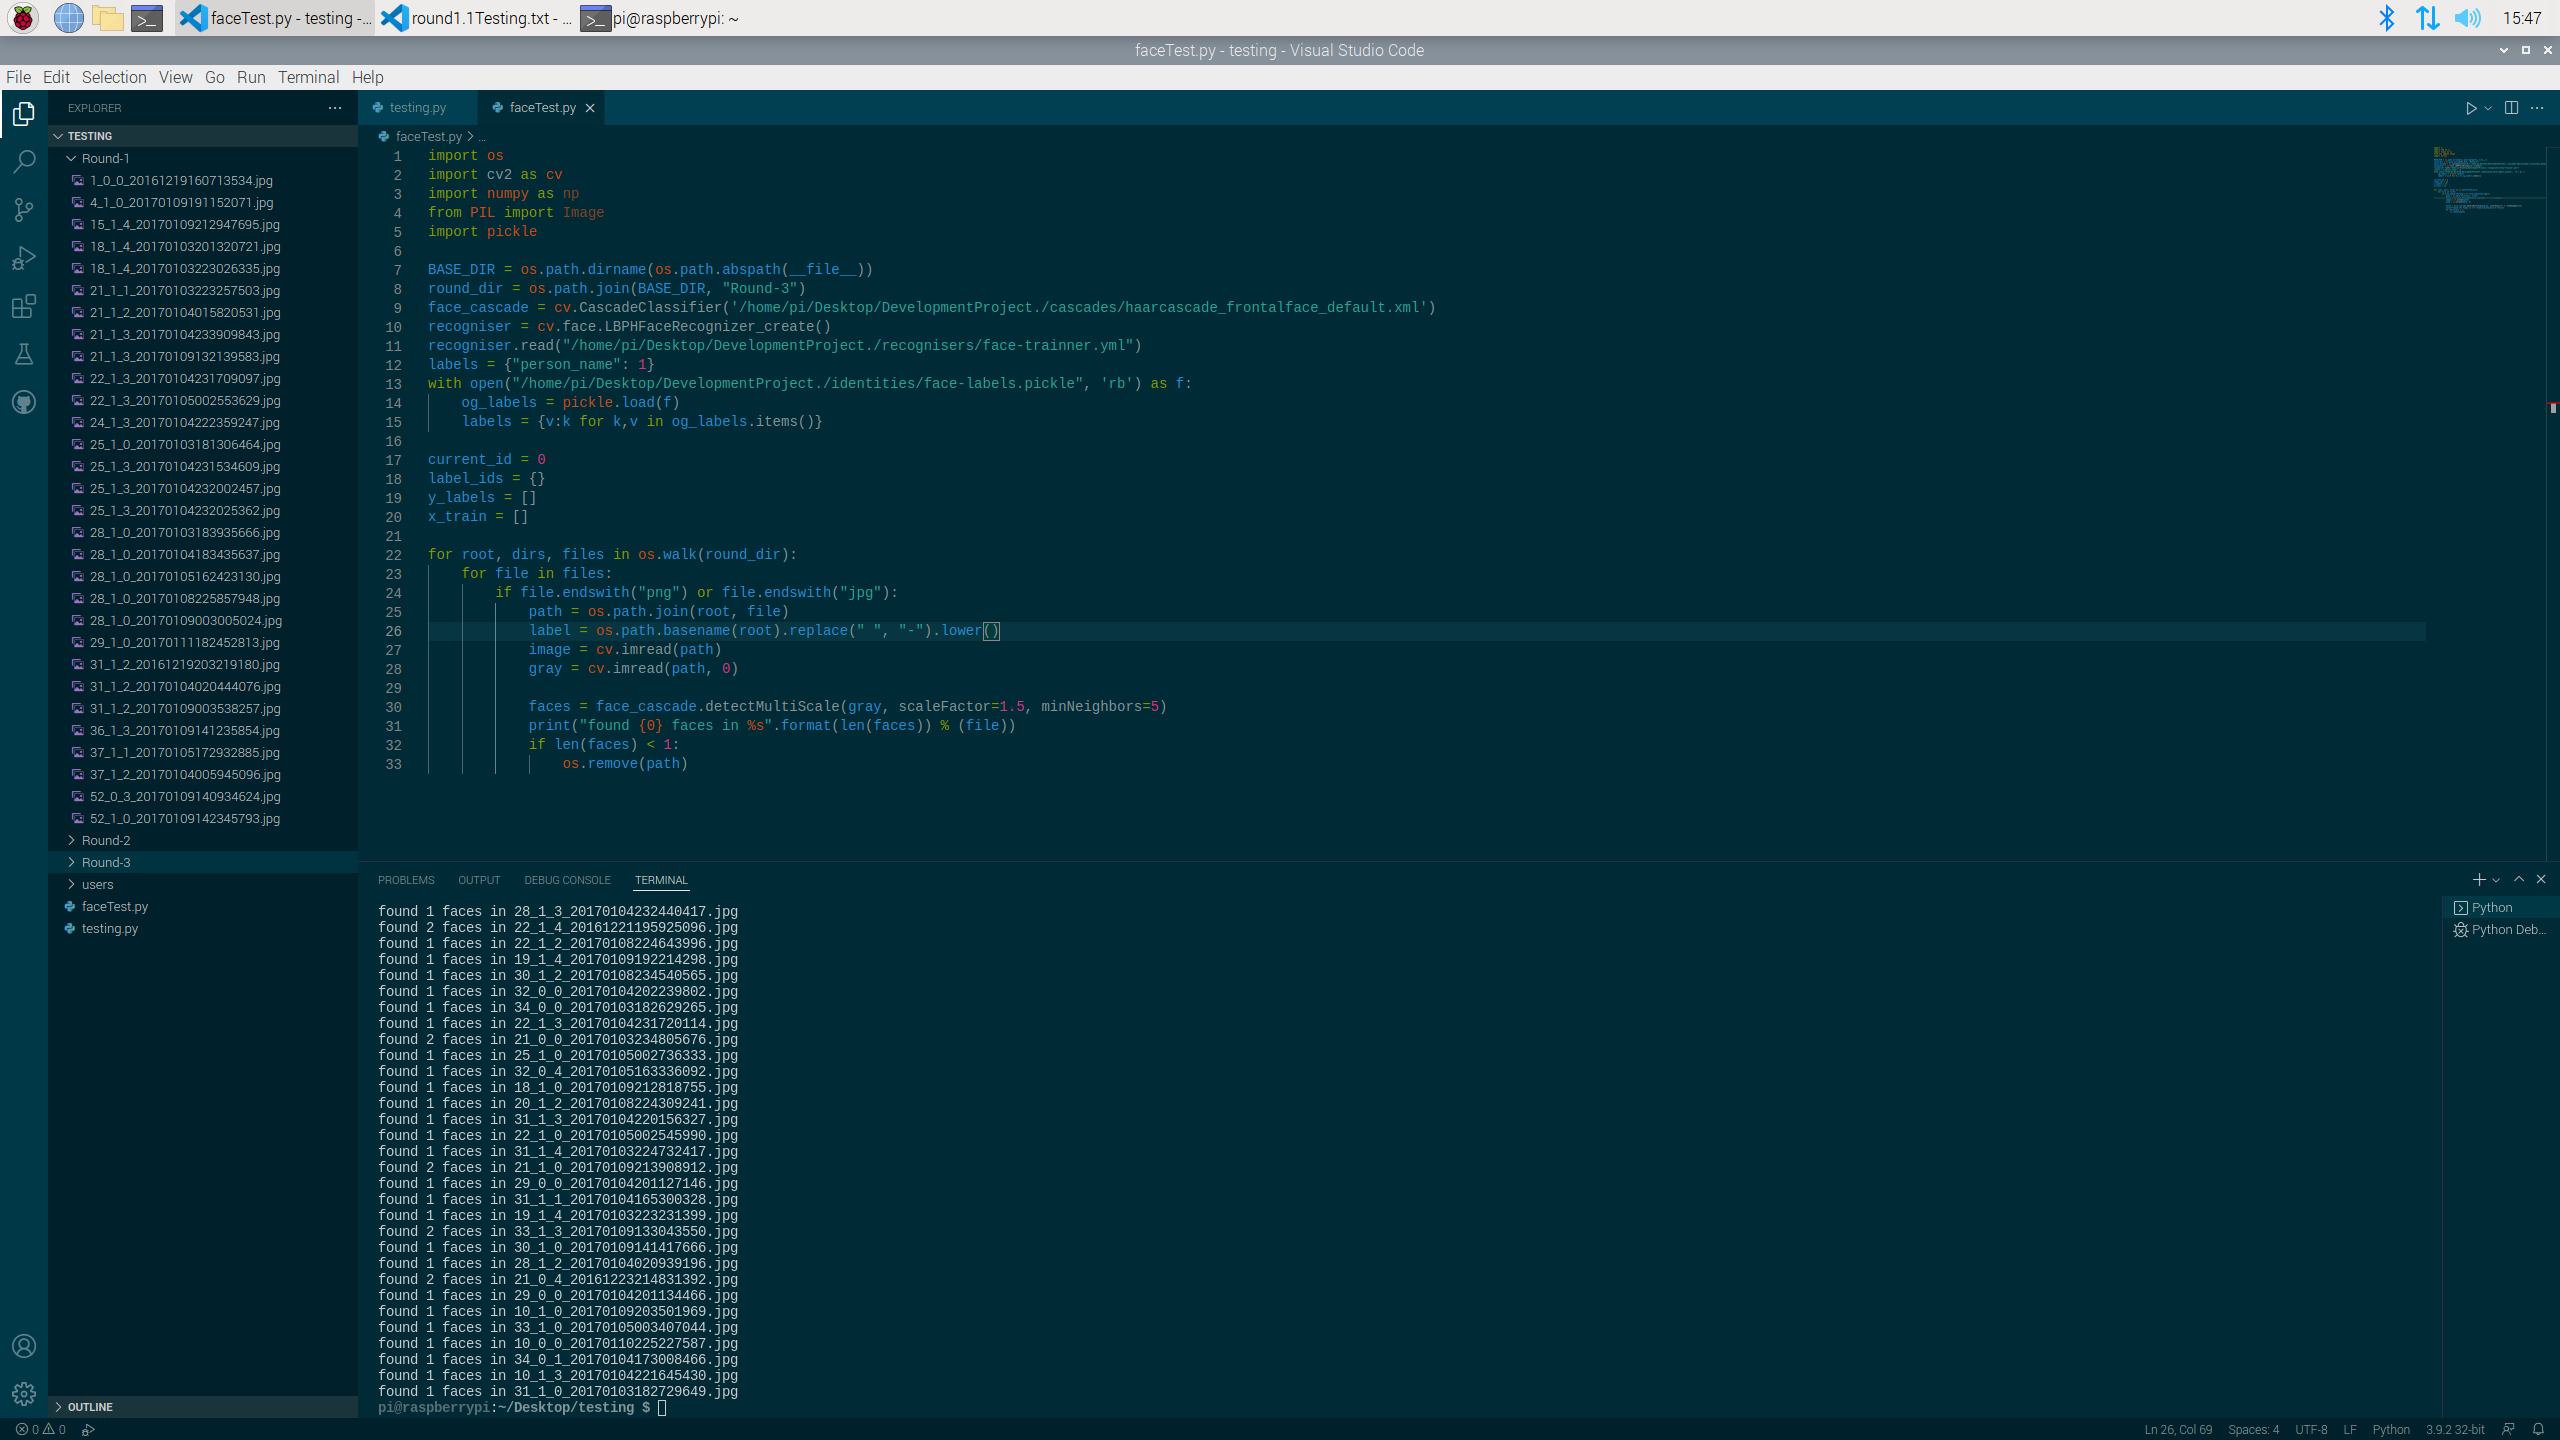 faceTest.py - testing -...
round1.1Testing.txt - ...
pi@raspberrypi: ~
15:47
faceTest.py - testing - Visual Studio Code
File Edit Selection View Go Run Terminal Help
EXPLORER
TESTING
Round-1
1_0_0_20161219160713534.jpg
4_1_0_20170109191152071.jpg
15_1_4_20170109212947695.jpg
18_1_4_20170103201320721.jpg
18_1_4_20170103223026335.jpg
21_1_1_20170103223257503.jpg
21_1_2_20170104015820531.jpg
21_1_3_20170104233909843.jpg
21_1_3_20170109132139583.jpg
22_1_3_20170104231709097.jpg
22_1_3_20170105002553629.jpg
24_1_3_20170104222359247.jpg
25_1_0_20170103181306464.jpg
25_1_3_20170104231534609.jpg
25_1_3_20170104232002457.jpg
25_1_3_20170104232025362.jpg
28_1_0_20170103183935666.jpg
28_1_0_20170104183435637.jpg
28_1_0_20170105162423130.jpg
28_1_0_20170108225857948.jpg
28_1_0_20170109003005024.jpg
29_1_0_20170111182452813.jpg
31_1_2_20161219203219180.jpg
31_1_2_20170104020444076.jpg
31_1_2_20170109003538257.jpg
36_1_3_20170109141235854.jpg
37_1_1_20170105172932885.jpg
37_1_2_20170104005945096.jpg
52_0_3_20170109140934624.jpg
52_1_0_20170109142345793.jpg
Round-2
Round-3
users
faceTest.py
testing.py
OUTLINE
testing.py
faceTest.py
faceTest.py > ...
1 import os
2 import cv2 as cv
3 import numpy as np
4 from PIL import Image
5 import pickle
6
7 BASE_DIR = os.path.dirname(os.path.abspath(__file__))
8 round_dir = os.path.join(BASE_DIR, "Round-3")
9 face_cascade = cv.CascadeClassifier('/home/pi/Desktop/DevelopmentProject./cascades/haarcascade_frontalface_default.xml')
10 recogniser = cv.face.LBPHFaceRecognizer_create()
11 recogniser.read("/home/pi/Desktop/DevelopmentProject./recognisers/face-trainner.yml")
12 labels = {"person_name": 1}
13 with open("/home/pi/Desktop/DevelopmentProject./identities/face-labels.pickle", 'rb') as f:
14     og_labels = pickle.load(f)
15     labels = {v:k for k,v in og_labels.items()}
16
17 current_id = 0
18 label_ids = {}
19 y_labels = []
20 x_train = []
21
22 for root, dirs, files in os.walk(round_dir):
23     for file in files:
24         if file.endswith("png") or file.endswith("jpg"):
25             path = os.path.join(root, file)
26             label = os.path.basename(root).replace(" ", "-").lower()
27             image = cv.imread(path)
28             gray = cv.imread(path, 0)
29
30             faces = face_cascade.detectMultiScale(gray, scaleFactor=1.5, minNeighbors=5)
31             print("found {0} faces in %s".format(len(faces)) % (file))
32             if len(faces) < 1:
33                 os.remove(path)
PROBLEMS OUTPUT DEBUG CONSOLE TERMINAL
found 1 faces in 28_1_3_20170104232440417.jpg
found 2 faces in 22_1_4_20161221195925096.jpg
found 1 faces in 22_1_2_20170108224643996.jpg
found 1 faces in 19_1_4_20170109192214298.jpg
found 1 faces in 30_1_2_20170108234540565.jpg
found 1 faces in 32_0_0_20170104202239802.jpg
found 1 faces in 34_0_0_20170103182629265.jpg
found 1 faces in 22_1_3_20170104231720114.jpg
found 2 faces in 21_0_0_20170103234805676.jpg
found 1 faces in 25_1_0_20170105002736333.jpg
found 1 faces in 32_0_4_20170105163336092.jpg
found 1 faces in 18_1_0_20170109212818755.jpg
found 1 faces in 20_1_2_20170108224309241.jpg
found 1 faces in 31_1_3_20170104220156327.jpg
found 1 faces in 22_1_0_20170105002545990.jpg
found 1 faces in 31_1_4_20170103224732417.jpg
found 2 faces in 21_1_0_20170109213908912.jpg
found 1 faces in 29_0_0_20170104201127146.jpg
found 1 faces in 31_1_1_20170104165300328.jpg
found 1 faces in 19_1_4_20170103223231399.jpg
found 2 faces in 33_1_3_20170109133043550.jpg
found 1 faces in 30_1_0_20170109141417666.jpg
found 1 faces in 28_1_2_20170104020939196.jpg
found 2 faces in 21_0_4_20161223214831392.jpg
found 1 faces in 29_0_0_20170104201134466.jpg
found 1 faces in 10_1_0_20170109203501969.jpg
found 1 faces in 33_1_0_20170105003407044.jpg
found 1 faces in 10_0_0_20170110225227587.jpg
found 1 faces in 34_0_1_20170104173008466.jpg
found 1 faces in 10_1_3_20170104221645430.jpg
found 1 faces in 31_1_0_20170103182729649.jpg
pi@raspberrypi:~/Desktop/testing $
Python
Python Deb...
0 0
Ln 26, Col 69 Spaces: 4 UTF-8 LF Python 3.9.2 32-bit